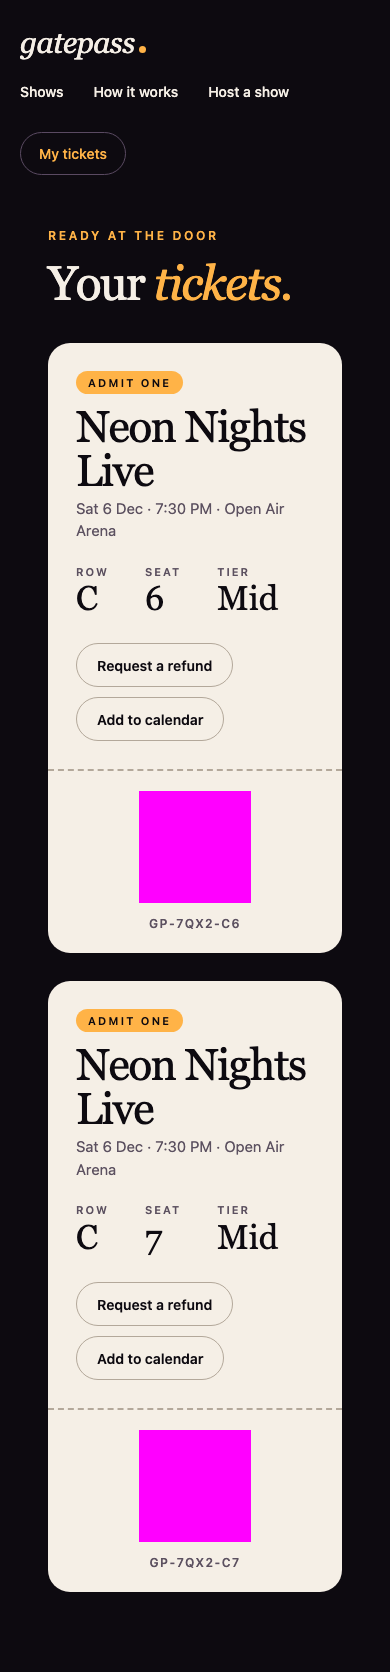 gatepass.
Shows How it works Host a show
My tickets
READY AT THE DOOR
Your tickets.
ADMIT ONE
Neon Nights
Live
Sat 6 Dec · 7:30 PM · Open Air
Arena
ROW SEAT TIER
C 6 Mid
Request a refund
Add to calendar
GP-7QX2-C6
ADMIT ONE
Neon Nights
Live
Sat 6 Dec · 7:30 PM · Open Air
Arena
ROW SEAT TIER
C 7 Mid
Request a refund
Add to calendar
GP-7QX2-C7